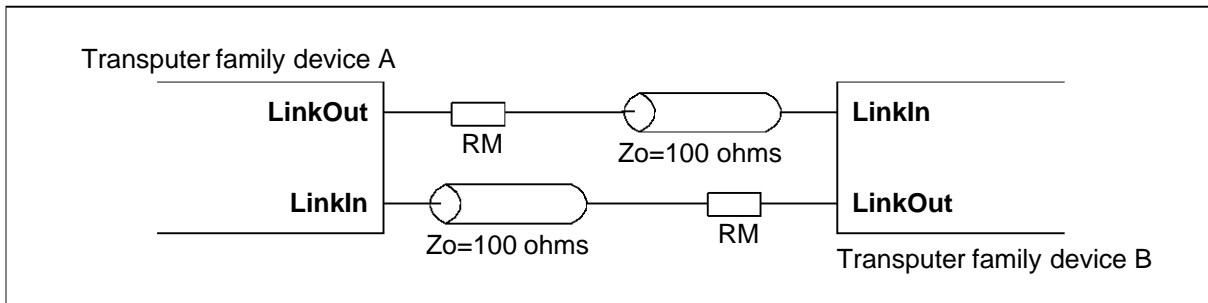 Transputer family device A
LinkOut
RM
Zo=100 ohms
LinkIn
LinkIn
Zo=100 ohms
RM
LinkOut
Transputer family device B